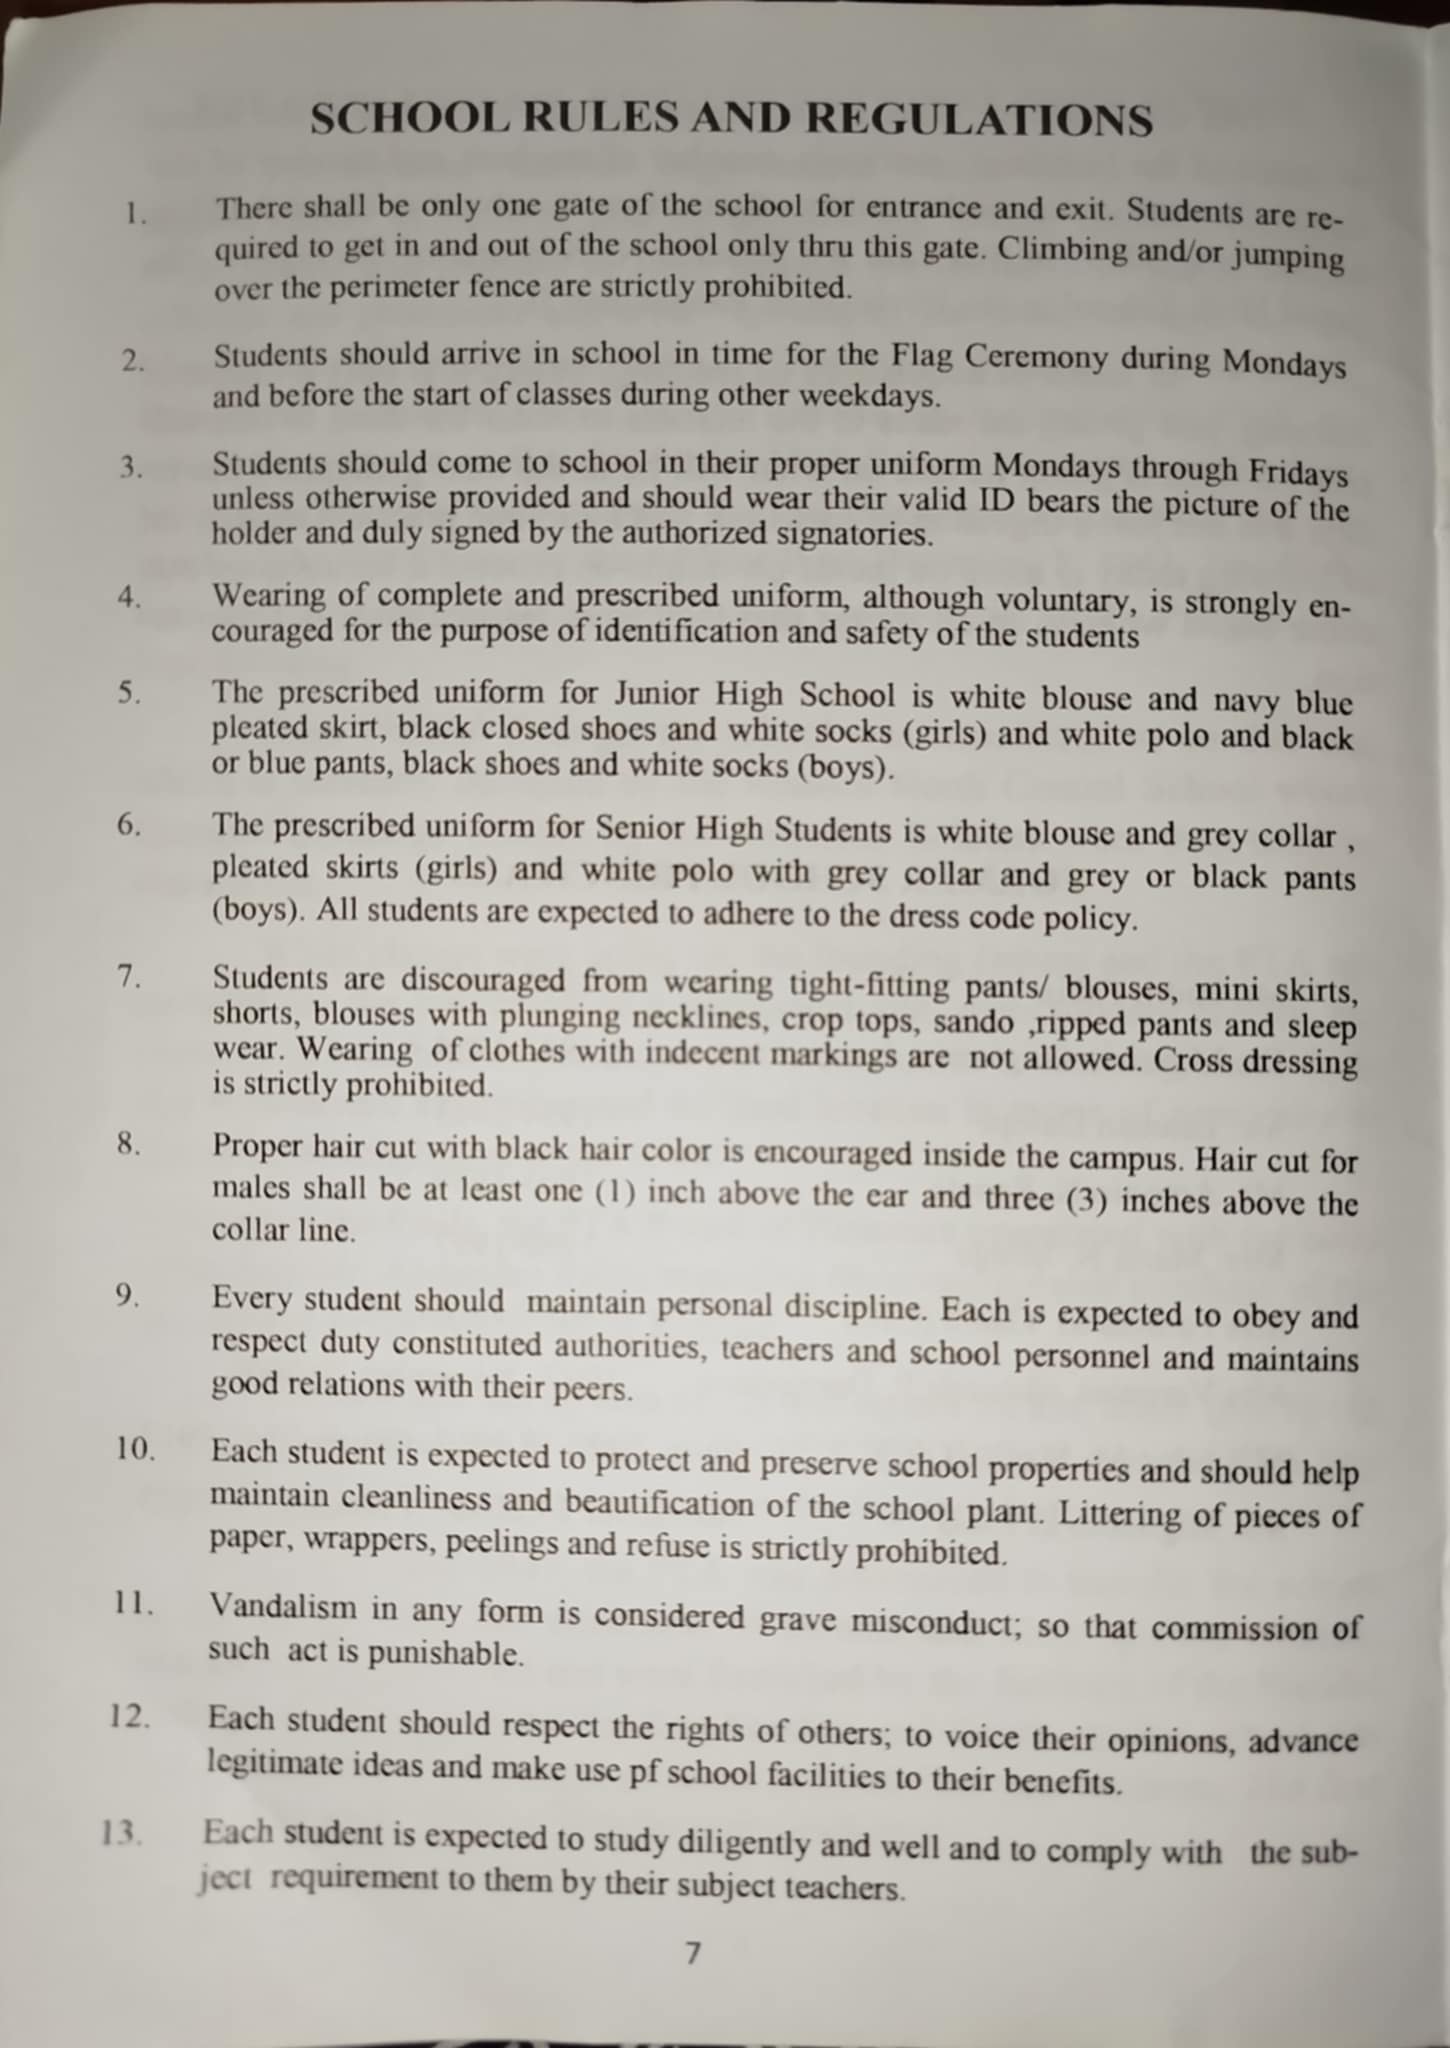 SCHOOL RULES AND REGULATIONS
1. There shall be only one gate of the school for entrance and exit. Students are re-
quired to get in and out of the school only thru this gate. Climbing and/or jumping
over the perimeter fence are strictly prohibited.
2. Students should arrive in school in time for the Flag Ceremony during Mondays
and before the start of classes during other weekdays.
3. Students should come to school in their proper uniform Mondays through Fridays
unless otherwise provided and should wear their valid ID bears the picture of the
holder and duly signed by the authorized signatories.
4. Wearing of complete and prescribed uniform, although voluntary, is strongly en-
couraged for the purpose of identification and safety of the students
5. The prescribed uniform for Junior High School is white blouse and navy blue
pleated skirt, black closed shoes and white socks (girls) and white polo and black
or blue pants, black shoes and white socks (boys).
6. The prescribed uniform for Senior High Students is white blouse and grey collar ,
pleated skirts (girls) and white polo with grey collar and grey or black pants
(boys). All students are expected to adhere to the dress code policy.
7. Students are discouraged from wearing tight-fitting pants/ blouses, mini skirts,
shorts, blouses with plunging necklines, crop tops, sando ,ripped pants and sleep
wear. Wearing of clothes with indecent markings are not allowed. Cross dressing
is strictly prohibited.
8. Proper hair cut with black hair color is encouraged inside the campus. Hair cut for
males shall be at least one (1) inch above the ear and three (3) inches above the
collar line.
9. Every student should maintain personal discipline. Each is expected to obey and
respect duty constituted authorities, teachers and school personnel and maintains
good relations with their peers.
10. Each student is expected to protect and preserve school properties and should help
maintain cleanliness and beautification of the school plant. Littering of pieces of
paper, wrappers, peelings and refuse is strictly prohibited.
11. Vandalism in any form is considered grave misconduct; so that commission of
such act is punishable.
12. Each student should respect the rights of others; to voice their opinions, advance
legitimate ideas and make use pf school facilities to their benefits.
13. Each student is expected to study diligently and well and to comply with the sub-
ject requirement to them by their subject teachers.
7